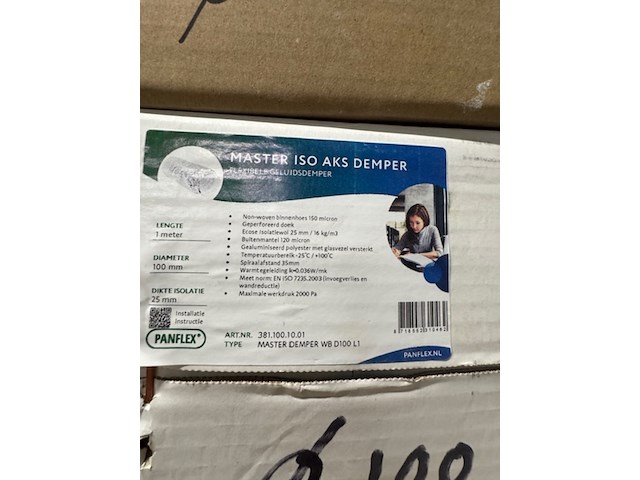 MASTER ISO AKS DEMPER
FLEXIBELE GELUIDSDEMPER
LENGTE
1 meter
DIAMETER
100 mm
DIKTE ISOLATIE
25 mm
Installatie
instructie
PANFLEX®
• Non-woven binnenhoes 150 micron
• Geperforeerd doek
• Ecose isolatiewol 25 mm / 16 kg/m3
• Buitenmantel 120 micron
• Gealuminiseerd polyester met glasvezel versterkt
• Temperatuurbereik -25°C / +100°C
• Spiraalafstand 35mm
• Warmtegeleiding k=0.036W/mk
• Meet norm: EN ISO 7235:2003 (invoegverlies en
wandreductie)
• Maximale werkdruk 2000 Pa
ART.NR. 381.100.10.01
TYPE MASTER DEMPER WB D100 L1
PANFLEX.NL
ø 100